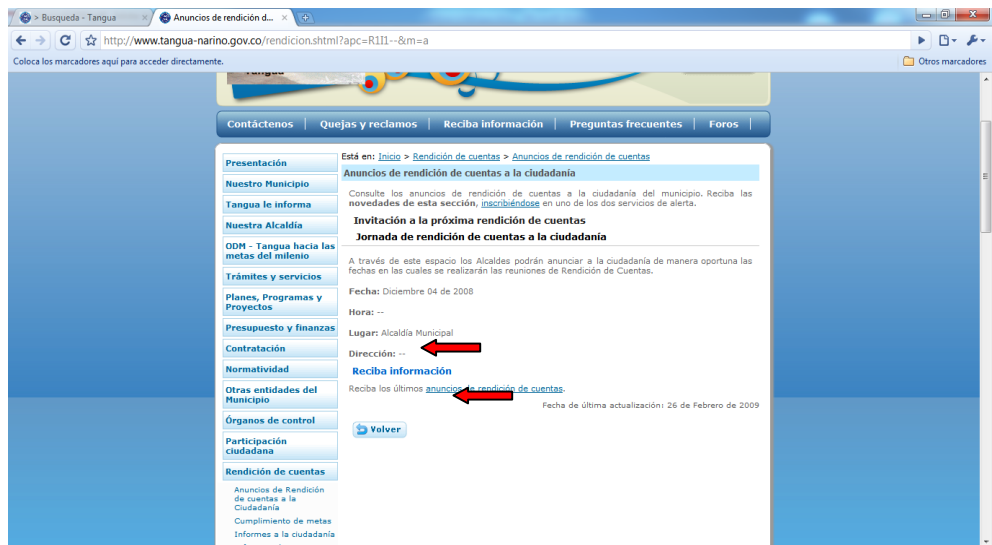 > Busqueda - Tangua
Anuncios de rendición d...
http://www.tangua-narino.gov.co/rendicion.shtml?apc=R1I1--&m=a
Coloca los marcadores aquí para acceder directamente.
Otros marcadores
Tangua
Contáctenos | Quejas y reclamos | Reciba información | Preguntas frecuentes | Foros |
Presentación
Nuestro Municipio
Tangua le informa
Nuestra Alcaldía
ODM - Tangua hacia las
metas del milenio
Trámites y servicios
Planes, Programas y
Proyectos
Presupuesto y finanzas
Contratación
Normatividad
Otras entidades del
Municipio
Órganos de control
Participación
ciudadana
Rendición de cuentas
Anuncios de Rendición
de cuentas a la
Ciudadanía
Cumplimiento de metas
Informes a la ciudadanía
Está en: Inicio > Rendición de cuentas > Anuncios de rendición de cuentas
Anuncios de rendición de cuentas a la ciudadanía
Consulte los anuncios de rendición de cuentas a la ciudadanía del municipio. Reciba las
novedades de esta sección, inscribiéndose en uno de los dos servicios de alerta.
Invitación a la próxima rendición de cuentas
Jornada de rendición de cuentas a la ciudadanía
A través de este espacio los Alcaldes podrán anunciar a la ciudadanía de manera oportuna las
fechas en las cuales se realizarán las reuniones de Rendición de Cuentas.
Fecha: Diciembre 04 de 2008
Hora: --
Lugar: Alcaldía Municipal
Dirección: --
Reciba información
Reciba los últimos anuncios de rendición de cuentas.
Fecha de última actualización: 26 de Febrero de 2009
Volver